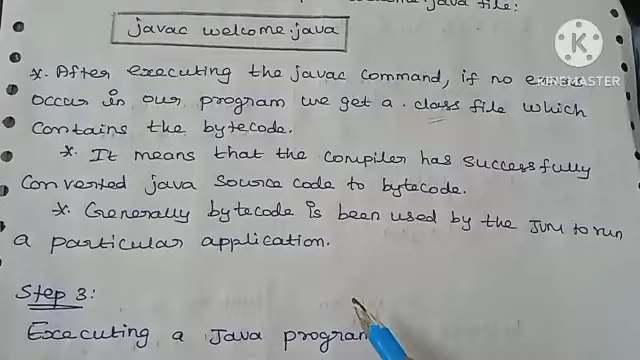 .java file:
javac welcome.java
* After executing the javac command, if no
occur in our program we get a .class file which
contains the bytecode.
* It means that the compiler has successfully
converted java source code to bytecode.
* Generally bytecode is been used by the JVM to run
a particular application.
Step 3:
Executing a Java program
KINEMASTER